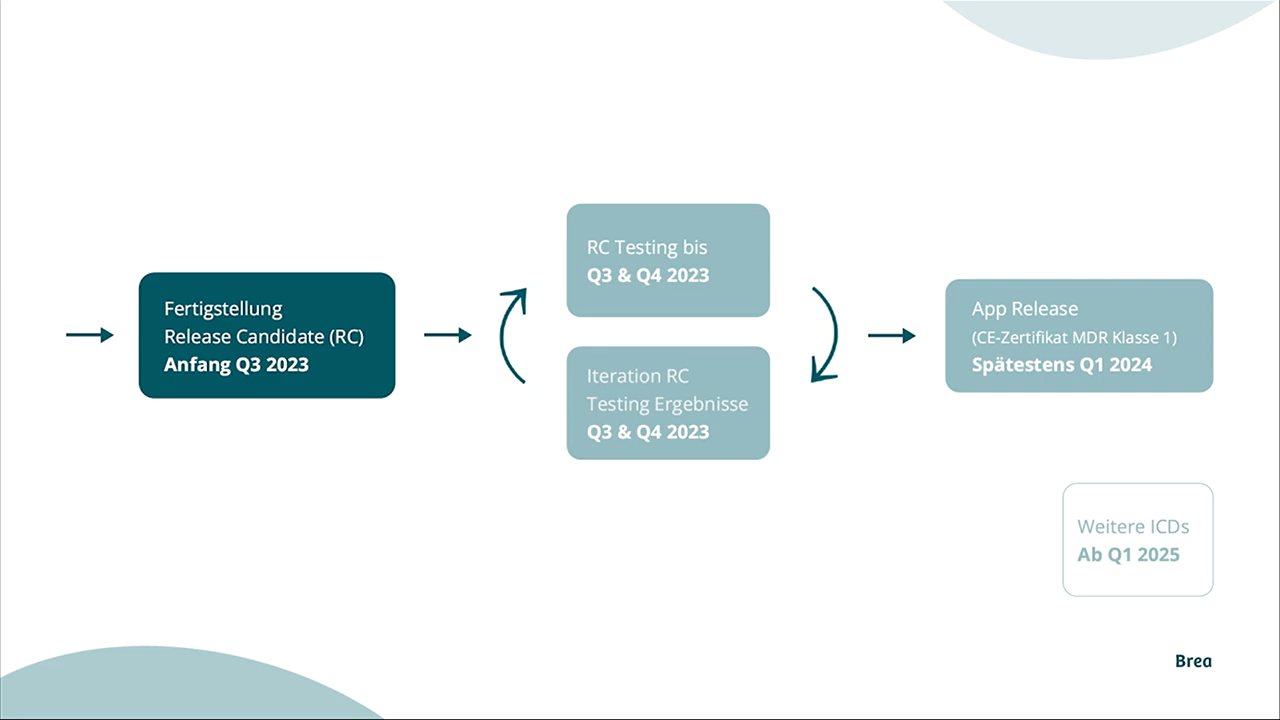 Fertigstellung
Release Candidate (RC)
Anfang Q3 2023
RC Testing bis
Q3 & Q4 2023
Iteration RC
Testing Ergebnisse
Q3 & Q4 2023
App Release
(CE-Zertifikat MDR Klasse 1)
Spätestens Q1 2024
Weitere ICDs
Ab Q1 2025
Brea